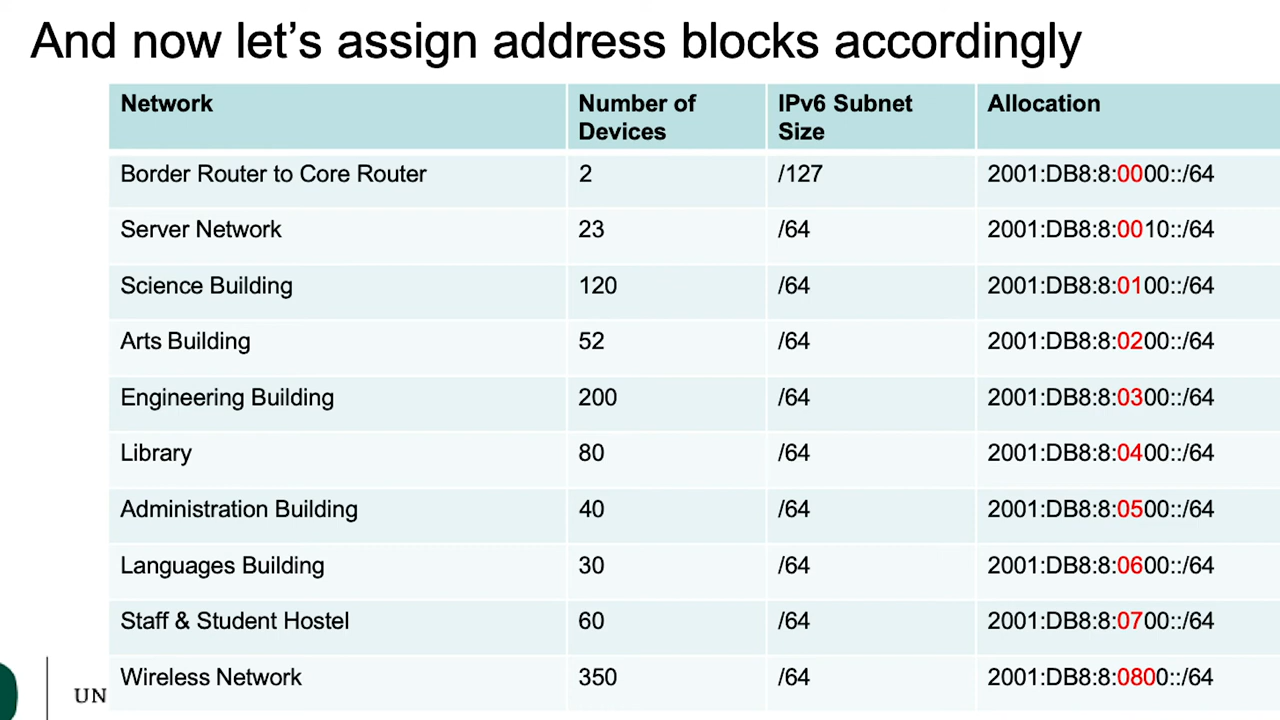 And now let's assign address blocks accordingly
Network Number of Devices IPv6 Subnet Size Allocation
Border Router to Core Router 2 /127 2001:DB8:8:0000::/64
Server Network 23 /64 2001:DB8:8:0010::/64
Science Building 120 /64 2001:DB8:8:0100::/64
Arts Building 52 /64 2001:DB8:8:0200::/64
Engineering Building 200 /64 2001:DB8:8:0300::/64
Library 80 /64 2001:DB8:8:0400::/64
Administration Building 40 /64 2001:DB8:8:0500::/64
Languages Building 30 /64 2001:DB8:8:0600::/64
Staff & Student Hostel 60 /64 2001:DB8:8:0700::/64
Wireless Network 350 /64 2001:DB8:8:0800::/64
UN